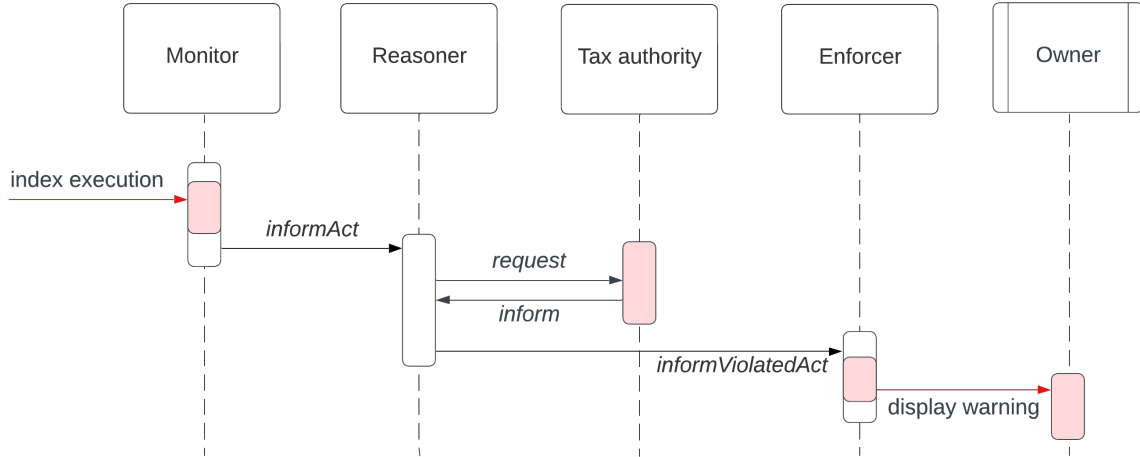 Monitor
Reasoner
Tax authority
Enforcer
Owner
index execution
informAct
request
inform
informViolatedAct
display warning